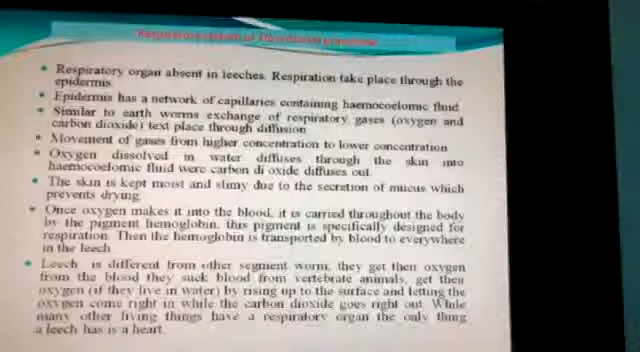 Respiratory organ absent in leeches. Respiration take place through the
epidermis.
Epidermis has a network of capillaries containing haemocoelomc fluid
Similar to earth worms exchange of respiratory gases (oxygen and
carbon dioxide) text place through diffusion
Movement of gases from higher concentration to lower concentration
Oxygen dissolved in water diffuses through the skin into
haemocoelomic fluid were carbon di oxide diffuses out.
The skin is kept moist and slimy due to the secretion of mucus which
prevents drying.
Once oxygen makes it into the blood, it is carried throughout the body
by the pigment hemoglobin, this pigment is specifically designed for
respiration. Then the hemoglobin is transported by blood to everywhere
in the leech
Leech is different from other segment worm, they get then oxygen
from the blood they suck blood from vertebrate animals, get then
oxygen (if they live in water) by rising up to the surface and letting the
oxygen come right in while the carbon dioxide goes right out. While
many other living things have a respiratory organ the only thing
a leech has is a heart.